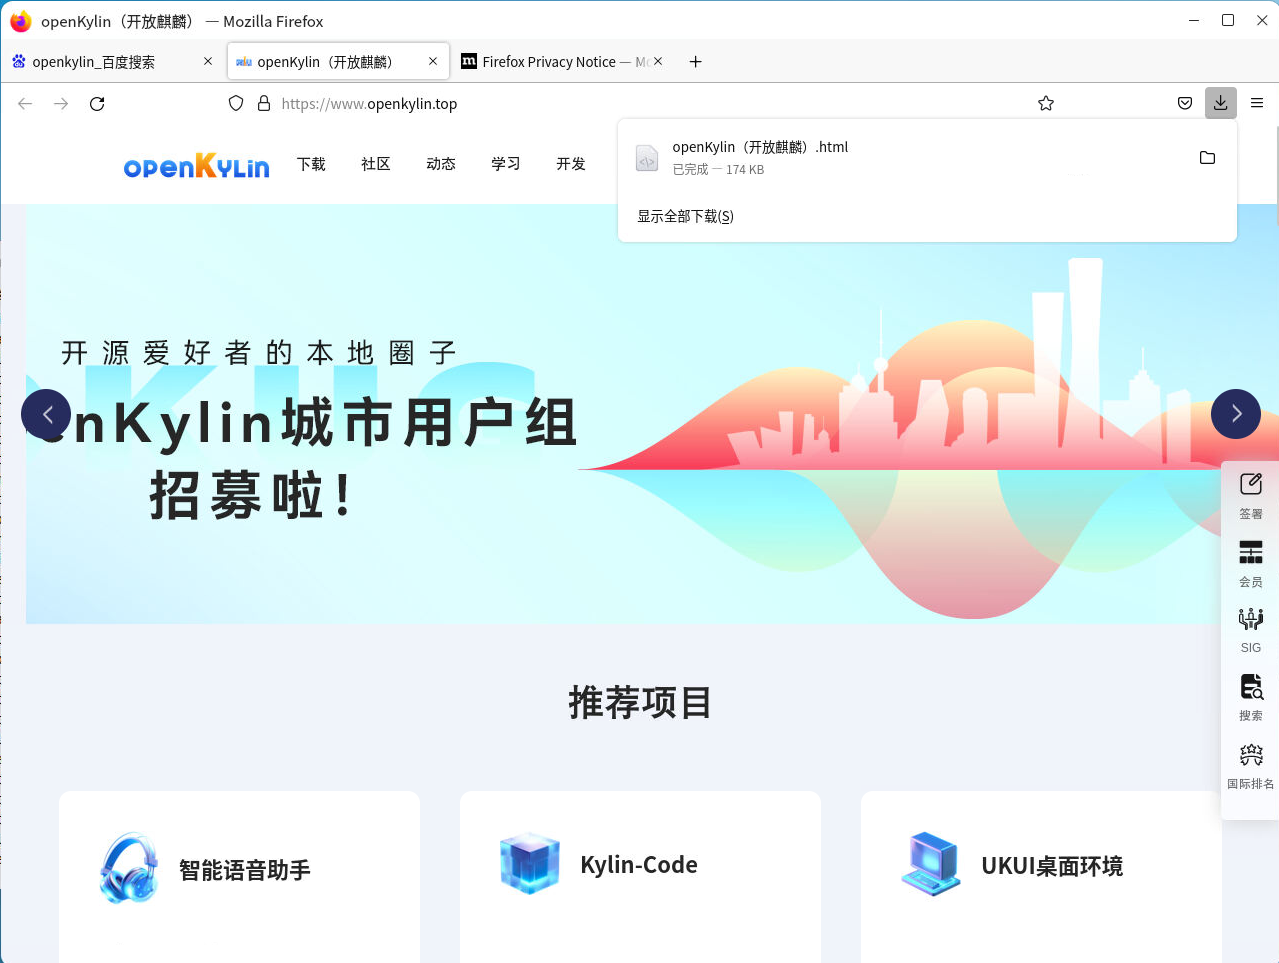 openKylin（开放麒麟） — Mozilla Firefox
openkylin_百度搜索
openKylin（开放麒麟）
Firefox Privacy Notice — Mo
https://www.openkylin.top
openKylin（开放麒麟）.html
已完成 — 174 KB
显示全部下载(S)
openKylin
下载
社区
动态
学习
开发
开源爱好者的本地圈子
enKylin城市用户组
招募啦！
签署
会员
SIG
搜索
国际排名
推荐项目
智能语音助手
Kylin-Code
UKUI桌面环境